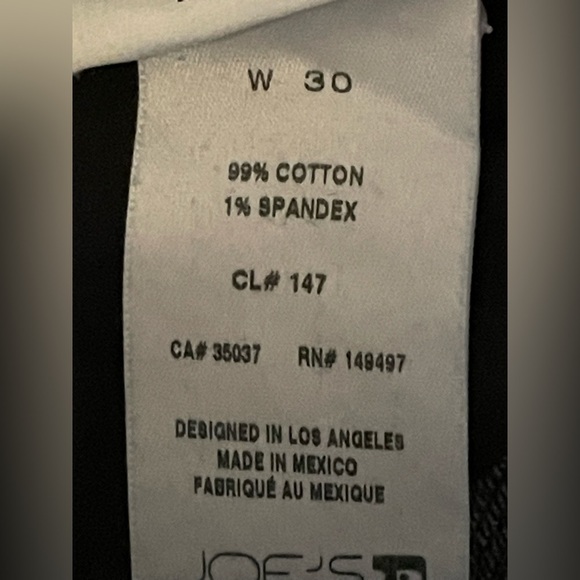 W 30
99% COTTON
1% SPANDEX
CL# 147
CA# 35037 RN# 149497
DESIGNED IN LOS ANGELES
MADE IN MEXICO
FABRIQUÉ AU MEXIQUE
JOE'S